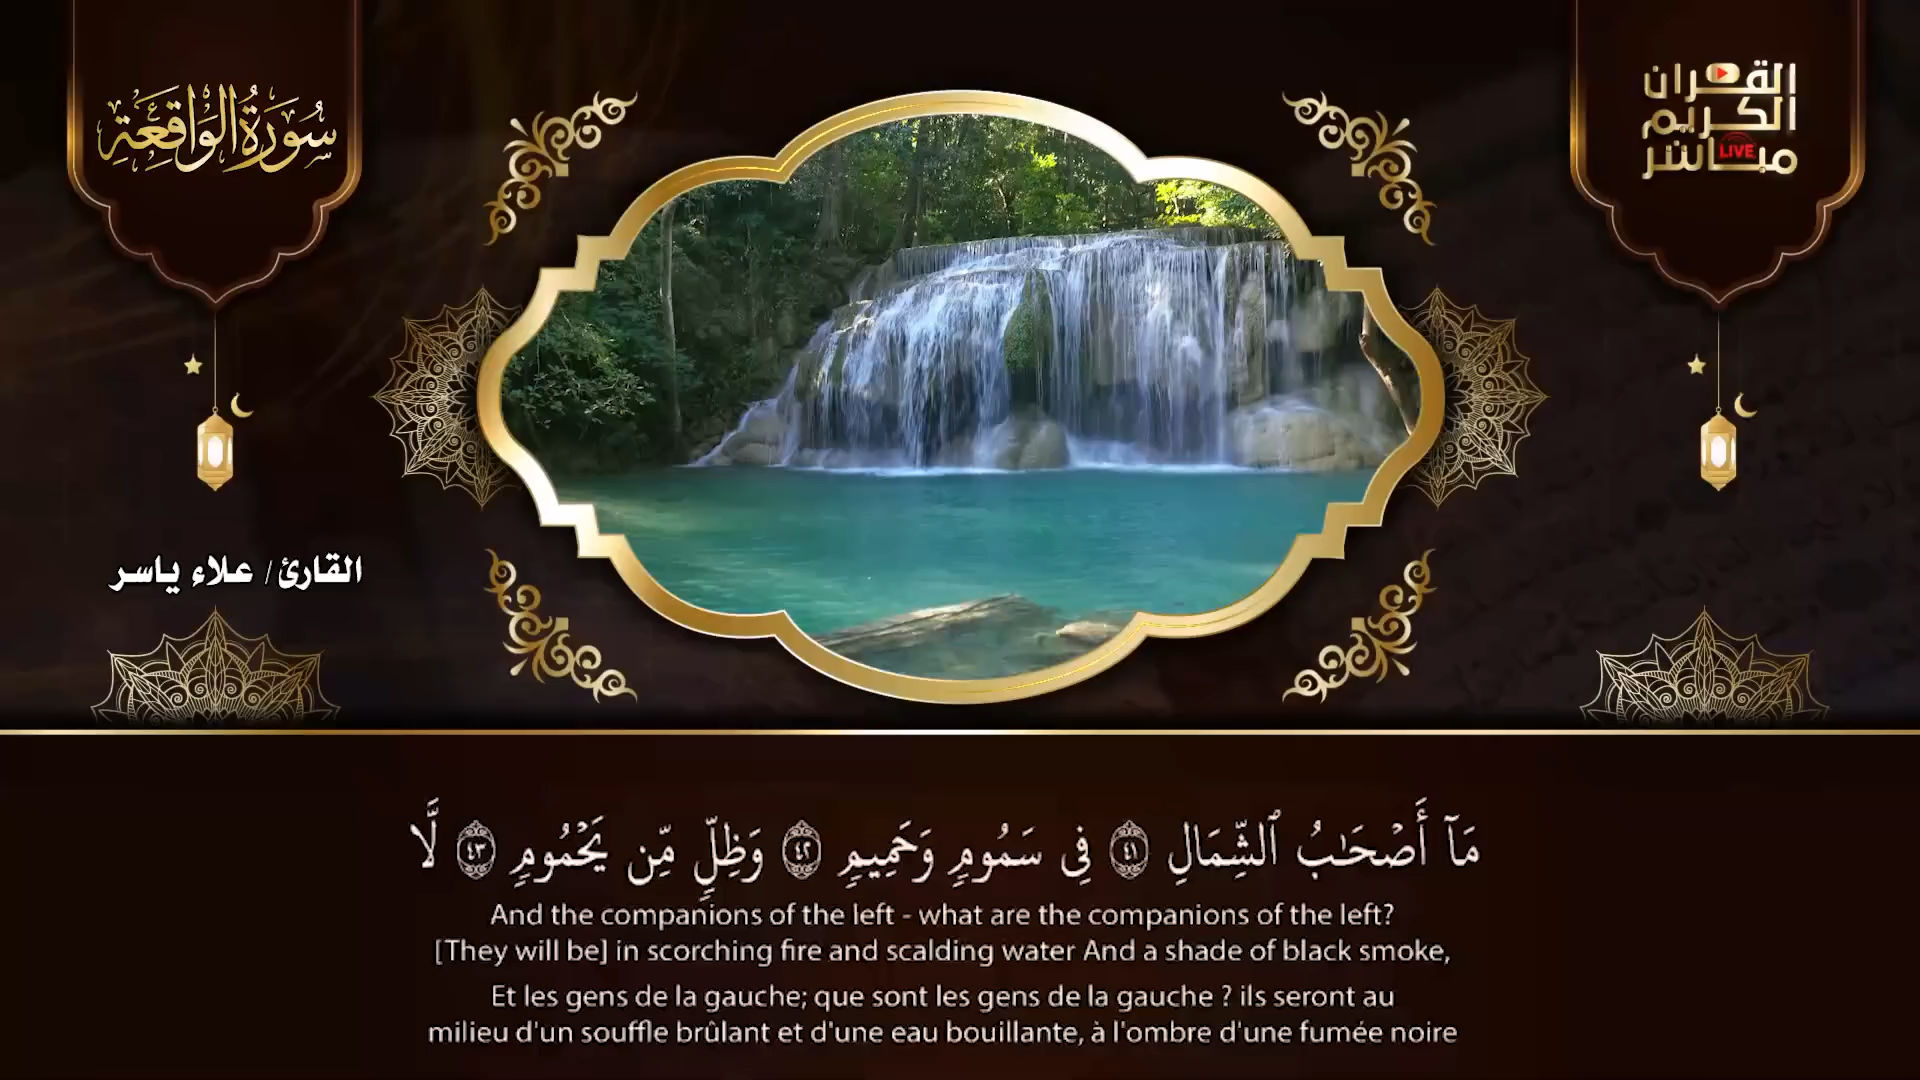 سُورَةُ الوَاقِعَةِ
القرآن
الكريم
مباشر
LIVE
القارئ / علاء ياسر
مَآ أَصْحَٰبُ ٱلشِّمَالِ ٤١ فِى سَمُومٍ وَحَمِيمٍ ٤٢ وَظِلٍّ مِّن يَحْمُومٍ ٤٣ لَّا
And the companions of the left - what are the companions of the left?
[They will be] in scorching fire and scalding water And a shade of black smoke,
Et les gens de la gauche; que sont les gens de la gauche ? ils seront au
milieu d'un souffle brûlant et d'une eau bouillante, à l'ombre d'une fumée noire